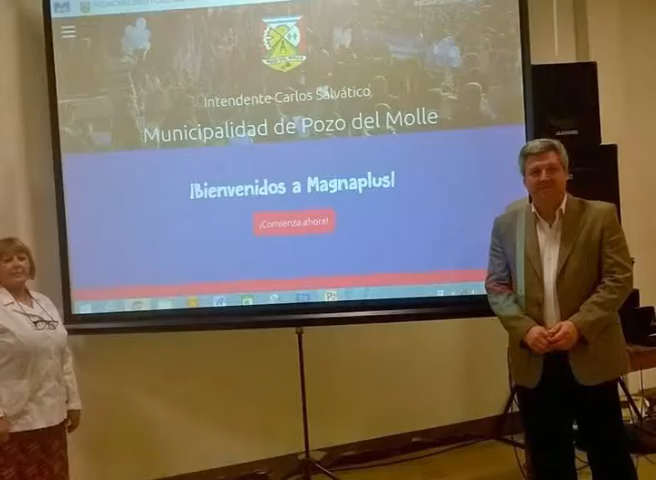 Intendente Carlos Salvático
Municipalidad de Pozo del Molle
¡Bienvenidos a Magnaplus!
¡Comienza ahora!